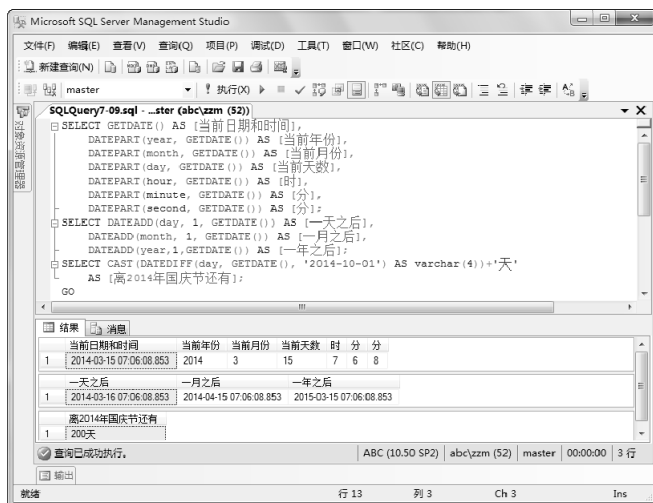 Microsoft SQL Server Management Studio
文件(F) 编辑(E) 查看(V) 查询(Q) 项目(P) 调试(D) 工具(T) 窗口(W) 社区(C) 帮助(H)
新建查询(N)
master 执行(X)
对象资源管理器
SQLQuery7-09.sql - ...ster (abc\zzm (52))
SELECT GETDATE() AS [当前日期和时间],
DATEPART(year, GETDATE()) AS [当前年份],
DATEPART(month, GETDATE()) AS [当前月份],
DATEPART(day, GETDATE()) AS [当前天数],
DATEPART(hour, GETDATE()) AS [时],
DATEPART(minute, GETDATE()) AS [分],
DATEPART(second, GETDATE()) AS [分];
SELECT DATEADD(day, 1, GETDATE()) AS [一天之后],
DATEADD(month, 1, GETDATE()) AS [一月之后],
DATEADD(year,1,GETDATE()) AS [一年之后];
SELECT CAST(DATEDIFF(day, GETDATE(), '2014-10-01') AS varchar(4))+'天'
AS [离2014年国庆节还有];
GO
结果 消息
当前日期和时间 当前年份 当前月份 当前天数 时 分 分
1 2014-03-15 07:06:08.853 2014 3 15 7 6 8
一天之后 一月之后 一年之后
1 2014-03-16 07:06:08.853 2014-04-15 07:06:08.853 2015-03-15 07:06:08.853
离2014年国庆节还有
1 200天
查询已成功执行。 ABC (10.50 SP2) abc\zzm (52) master 00:00:00 3 行
输出
就绪 行 13 列 3 Ch 3 Ins